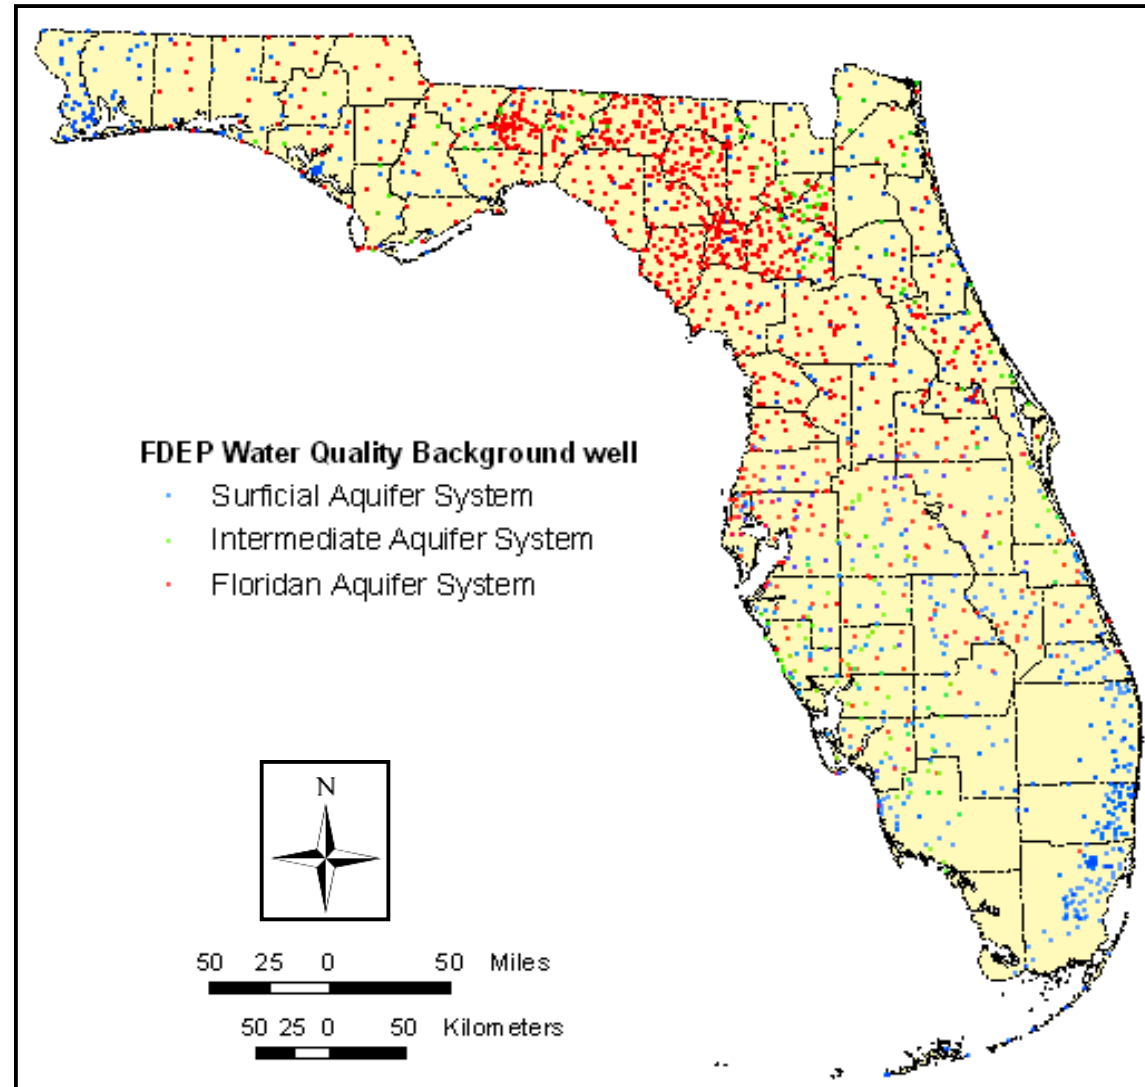 FDEP Water Quality Background well
Surficial Aquifer System
Intermediate Aquifer System
Floridan Aquifer System
N
50 25 0 50 Miles
50 25 0 50 Kilometers